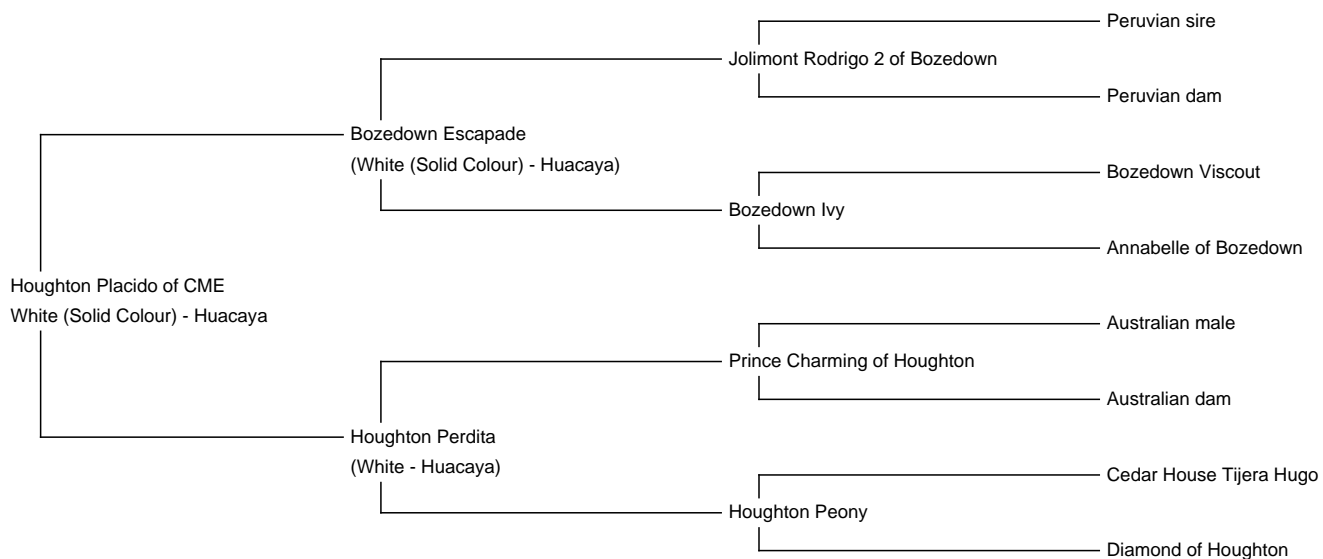 Peruvian sire
Jolimont Rodrigo 2 of Bozedown
Peruvian dam
Bozedown Escapade
(White (Solid Colour) - Huacaya)
Bozedown Viscout
Bozedown Ivy
Annabelle of Bozedown
Houghton Placido of CME
White (Solid Colour) - Huacaya
Australian male
Prince Charming of Houghton
Australian dam
Houghton Perdita
(White - Huacaya)
Cedar House Tijera Hugo
Houghton Peony
Diamond of Houghton